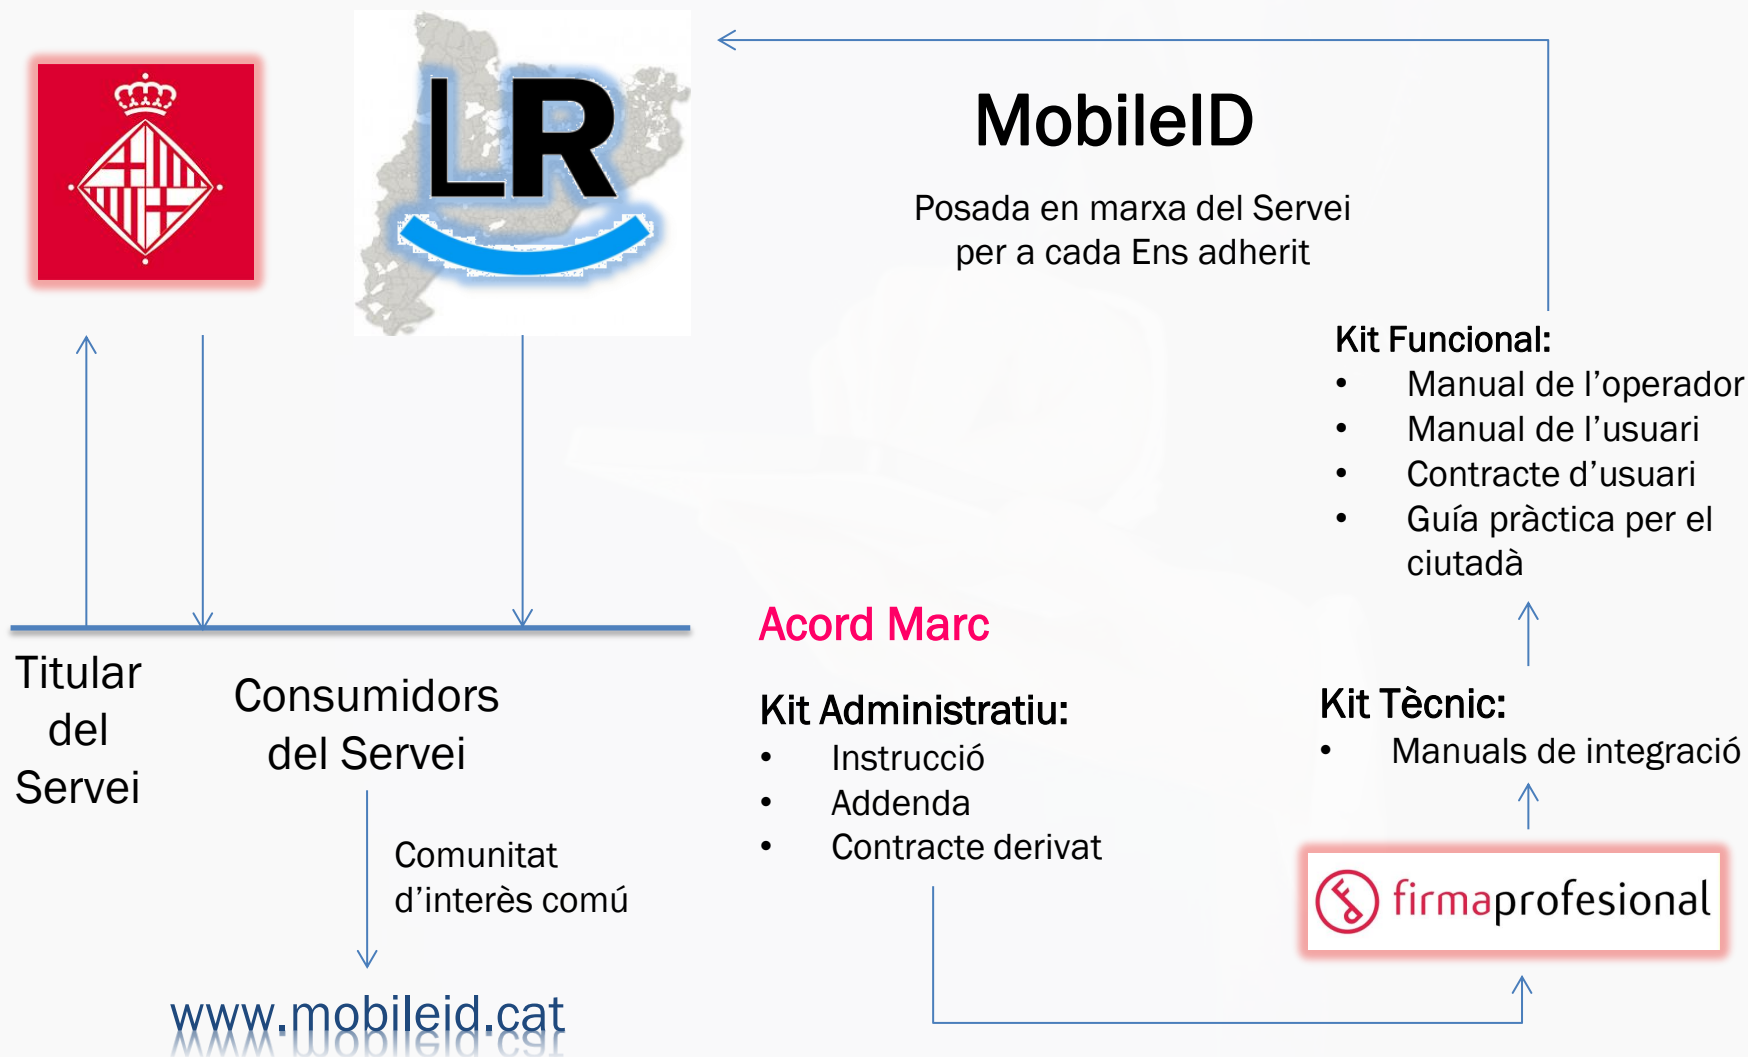 LR
MobileID
Posada en marxa del Servei
per a cada Ens adherit
Kit Funcional:
• Manual de l’operador
• Manual de l’usuari
• Contracte d’usuari
• Guía pràctica per el
ciutadà
Titular
del
Servei
Consumidors
del Servei
Comunitat
d’interès comú
www.mobileid.cat
Acord Marc
Kit Administratiu:
• Instrucció
• Addenda
• Contracte derivat
Kit Tècnic:
• Manuals de integració
firmaprofesional